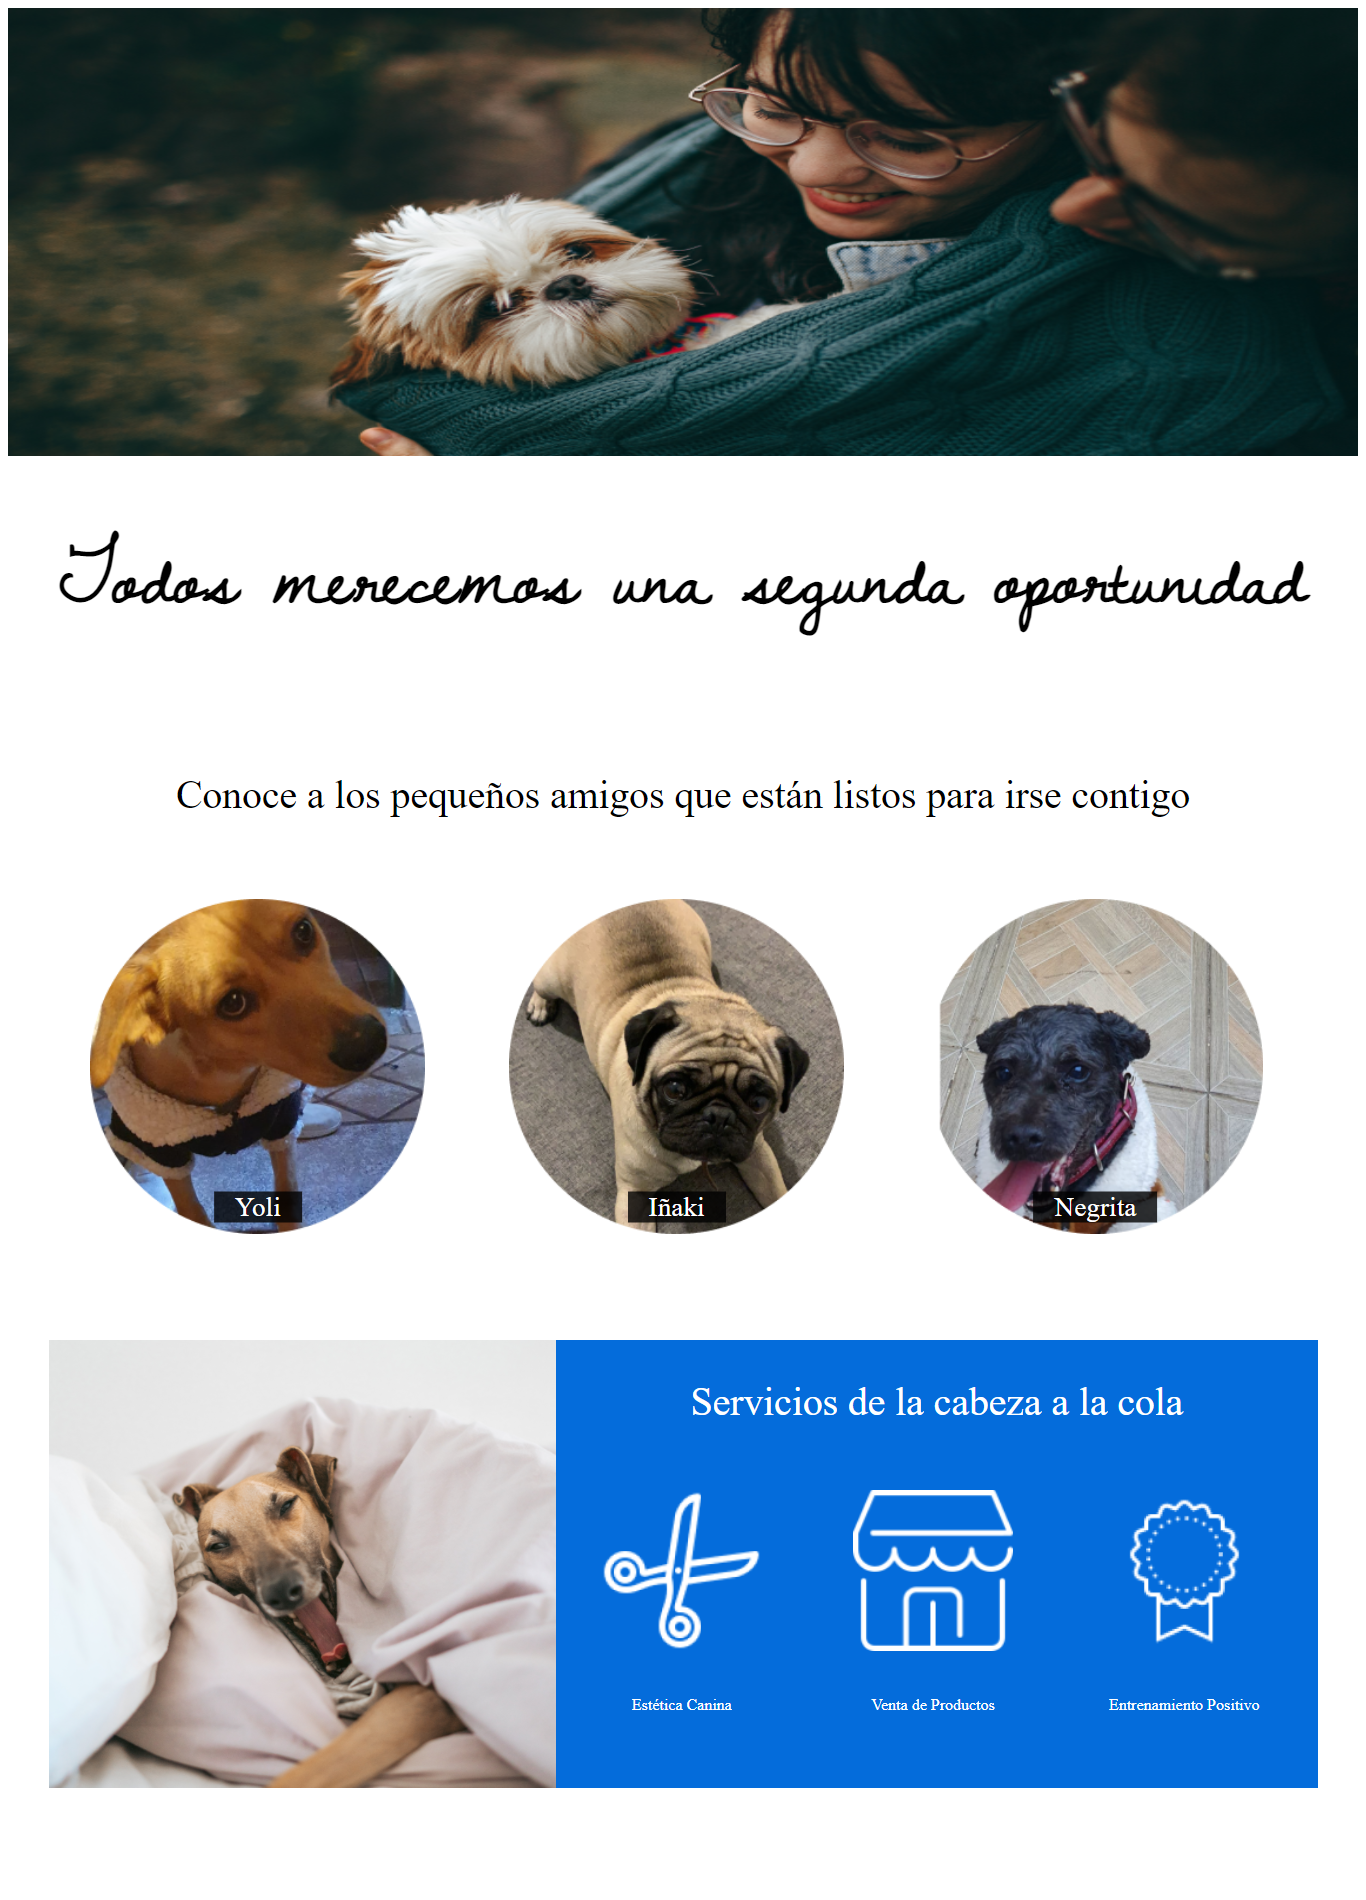 Todos merecemos una segunda oportunidad
Conoce a los pequeños amigos que están listos para irse contigo
Yoli
Iñaki
Negrita
Servicios de la cabeza a la cola
Estética Canina
Venta de Productos
Entrenamiento Positivo